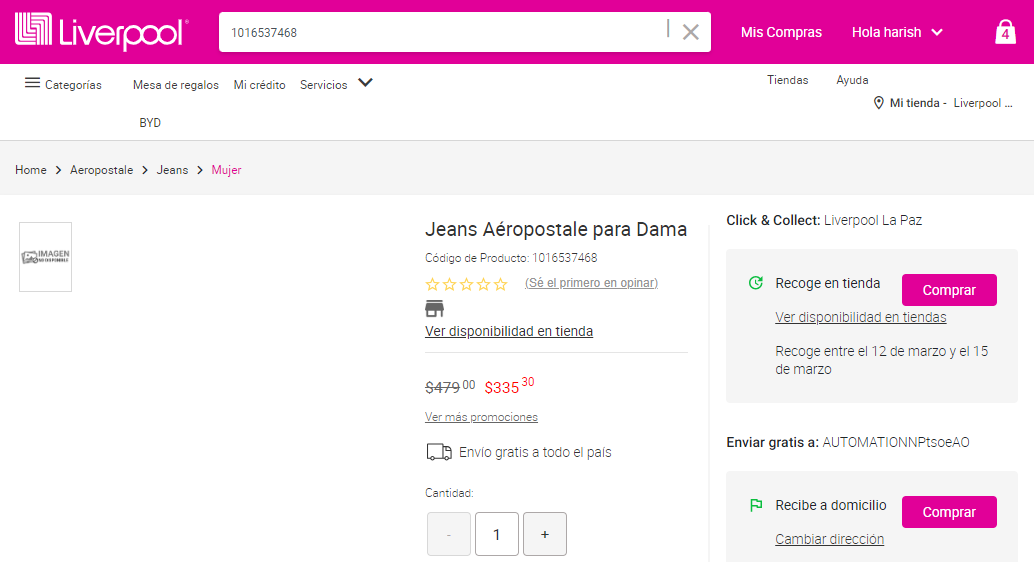 Liverpool
1016537468
Mis Compras
Hola harish
4
Categorías
Mesa de regalos
Mi crédito
Servicios
Tiendas
Ayuda
Mi tienda - Liverpool ...
BYD
Home > Aeropostale > Jeans > Mujer
IMAGEN
NO DISPONIBLE
Jeans Aéropostale para Dama
Código de Producto: 1016537468
(Sé el primero en opinar)
Ver disponibilidad en tienda
$479 00 $335 30
Ver más promociones
Envío gratis a todo el país
Cantidad:
- 1 +
Click & Collect: Liverpool La Paz
Recoge en tienda
Comprar
Ver disponibilidad en tiendas
Recoge entre el 12 de marzo y el 15
de marzo
Enviar gratis a: AUTOMATIONNPtsoeAO
Recibe a domicilio
Comprar
Cambiar dirección